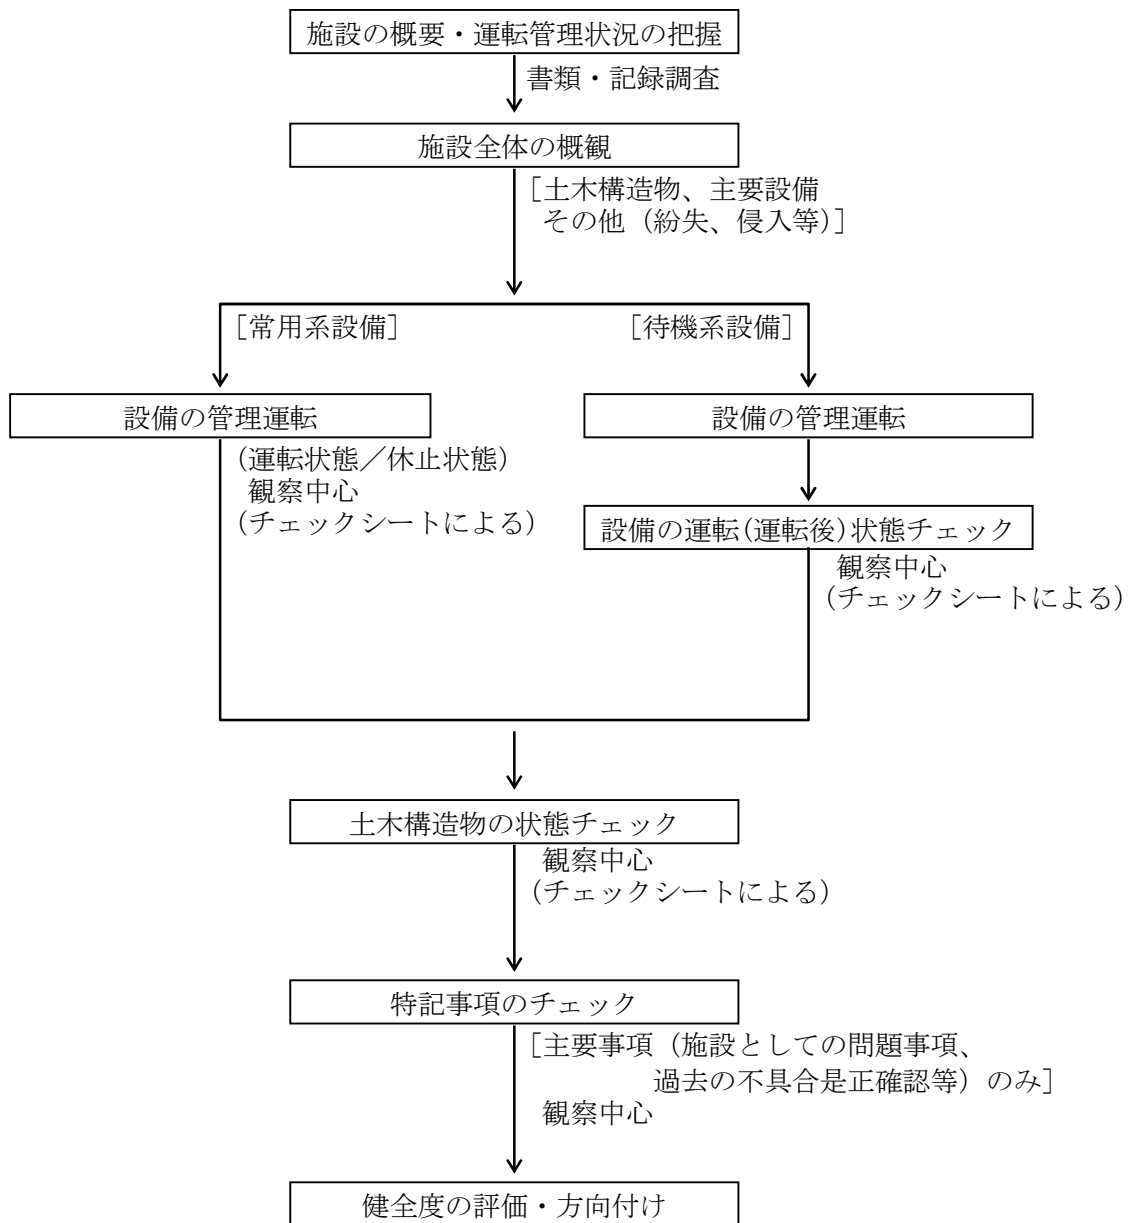 施設の概要・運転管理状況の把握
書類・記録調査
施設全体の概観
[土木構造物、主要設備
その他（紛失、侵入等）]
[常用系設備]
[待機系設備]
設備の管理運転
(運転状態／休止状態)
観察中心
(チェックシートによる)
設備の管理運転
設備の運転(運転後)状態チェック
観察中心
(チェックシートによる)
土木構造物の状態チェック
観察中心
(チェックシートによる)
特記事項のチェック
[主要事項（施設としての問題事項、
過去の不具合是正確認等）のみ]
観察中心
健全度の評価・方向付け